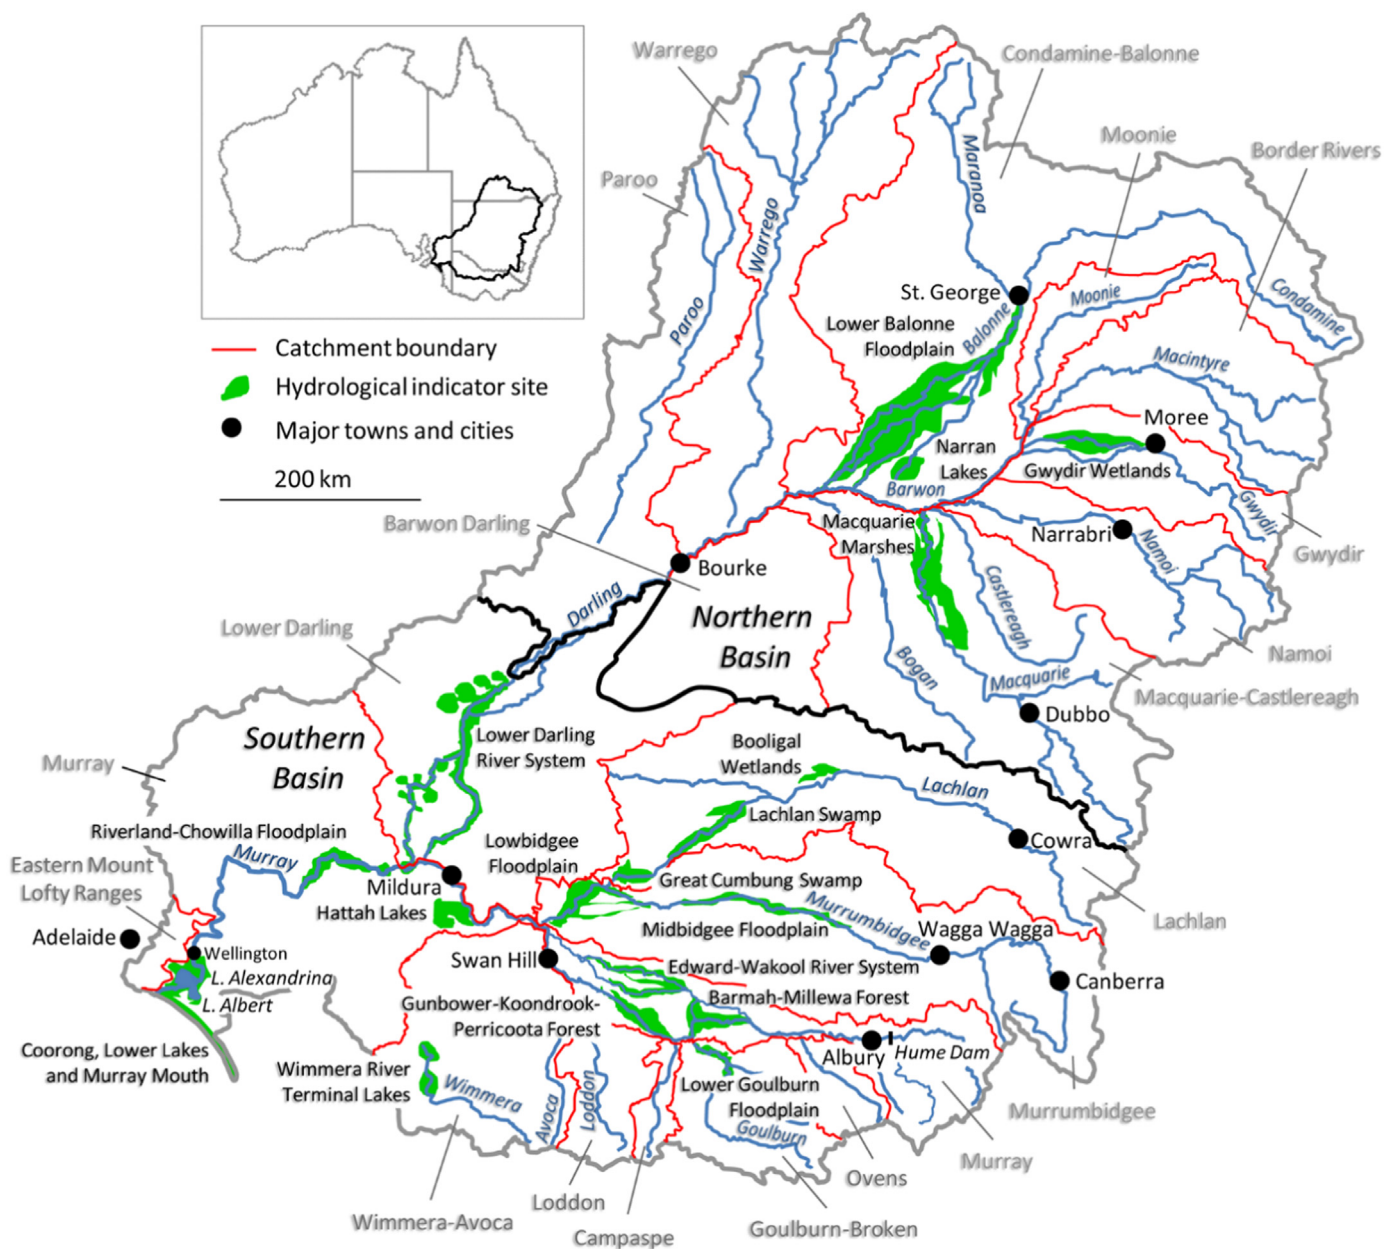 Warrego
Condamine-Balonne
Moonie
Border Rivers
Paroo
Maranoa
Warrego
Paroo
St. George
Balonne
Moonie
Condamine
Lower Balonne
Floodplain
Macintyre
Catchment boundary
Hydrological indicator site
Major towns and cities
200 km
Moree
Narran
Lakes
Gwydir Wetlands
Barwon
Gwydir
Barwon Darling
Macquarie
Marshes
Narrabri
Namoi
Gwydir
Bourke
Darling
Castlereagh
Northern
Basin
Lower Darling
Bogan
Namoi
Macquarie
Macquarie-Castlereagh
Dubbo
Southern
Basin
Lower Darling
River System
Booligal
Wetlands
Murray
Lachlan
Lachlan Swamp
Riverland-Chowilla Floodplain
Murray
Lowbidgee
Floodplain
Cowra
Eastern Mount
Lofty Ranges
Mildura
Great Cumbung Swamp
Hattah Lakes
Murrumbidgee
Lachlan
Adelaide
Midbidgee Floodplain
Wagga Wagga
Wellington
Swan Hill
Edward-Wakool River System
L. Alexandrina
Canberra
L. Albert
Gunbower-Koondrook-
Perricoota Forest
Barmah-Millewa Forest
Coorong, Lower Lakes
and Murray Mouth
Albury
Hume Dam
Wimmera River
Terminal Lakes
Wimmera
Avoca
Loddon
Lower Goulburn
Floodplain
Goulburn
Murrumbidgee
Murray
Ovens
Loddon
Wimmera-Avoca
Campaspe
Goulburn-Broken